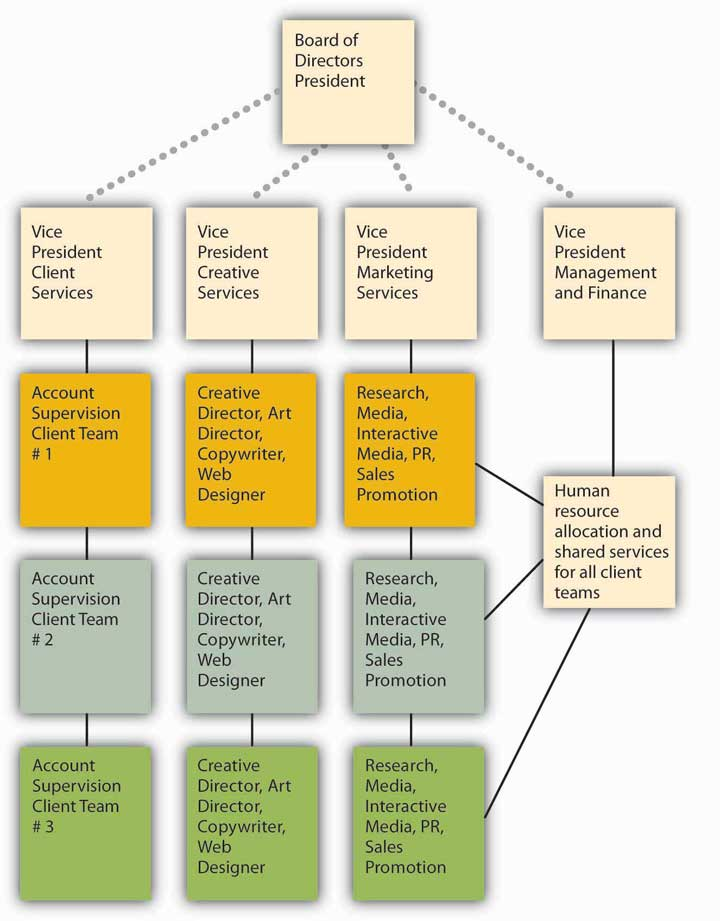 Board of
Directors
President
Vice
President
Client
Services
Vice
President
Creative
Services
Vice
President
Marketing
Services
Vice
President
Management
and Finance
Account
Supervision
Client Team
# 1
Creative
Director, Art
Director,
Copywriter,
Web
Designer
Research,
Media,
Interactive
Media, PR,
Sales
Promotion
Human
resource
allocation and
shared services
for all client
teams
Account
Supervision
Client Team
# 2
Creative
Director, Art
Director,
Copywriter,
Web
Designer
Research,
Media,
Interactive
Media, PR,
Sales
Promotion
Account
Supervision
Client Team
# 3
Creative
Director, Art
Director,
Copywriter,
Web
Designer
Research,
Media,
Interactive
Media, PR,
Sales
Promotion